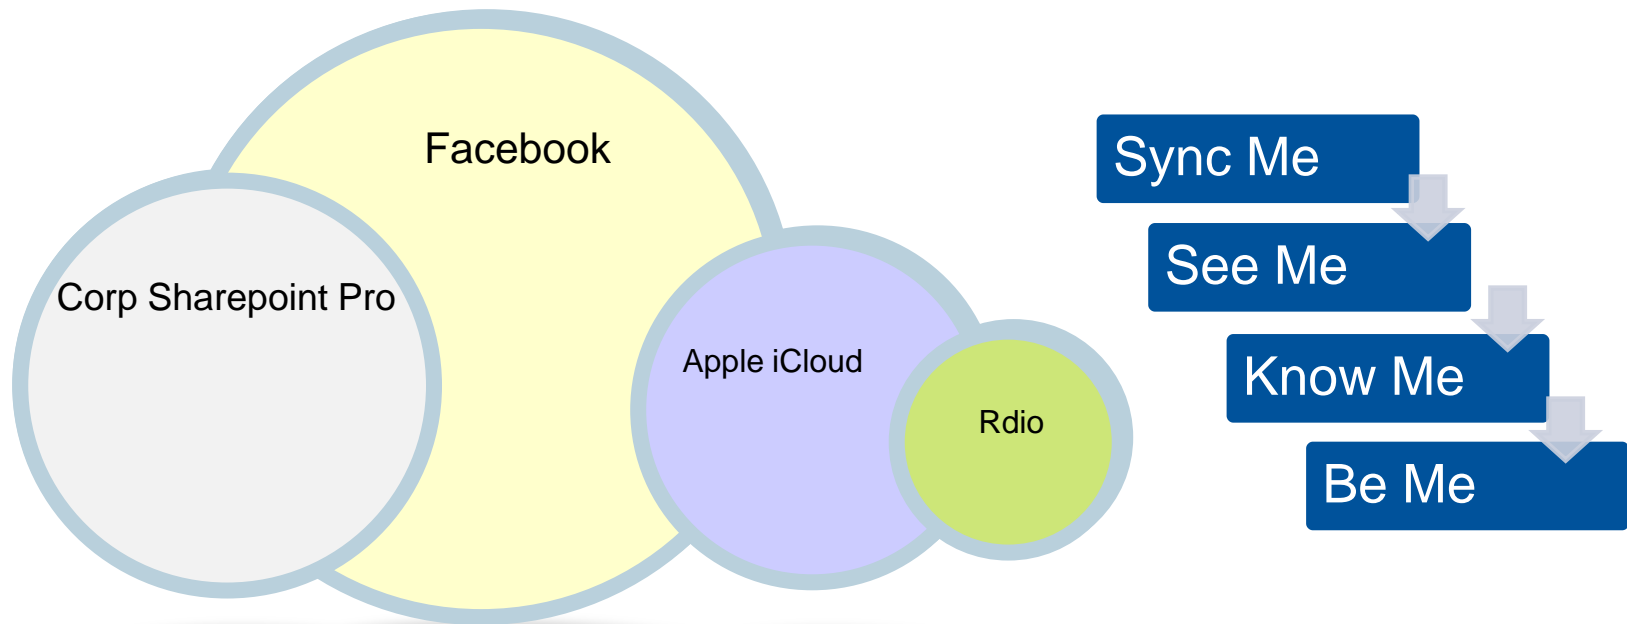 Facebook
Corp Sharepoint Pro
Apple iCloud
Rdio
Sync Me
See Me
Know Me
Be Me